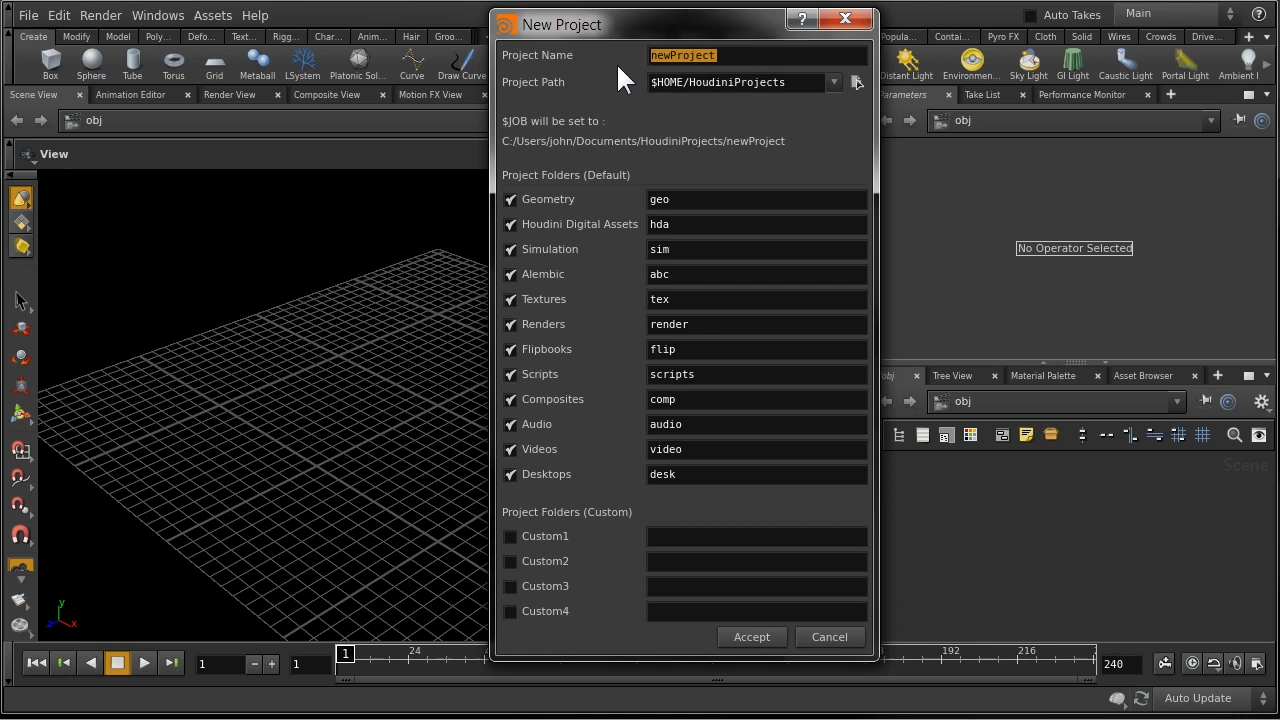 File Edit Render Windows Assets Help
New Project
Auto Takes
Main
Create Modify Model Poly... Defo... Text... Rigg... Char... Anim... Hair Groo...
Popula... Contai... Pyro FX Cloth Solid Wires Crowds Drive...
Box Sphere Tube Torus Grid Metaball LSystem Platonic Sol... Curve Draw Curve
Distant Light Environmen... Sky Light GI Light Caustic Light Portal Light Ambient l
Scene View Animation Editor Render View Composite View Motion FX View
Parameters Take List Performance Monitor
obj
obj
View
Project Name newProject
Project Path $HOME/HoudiniProjects
$JOB will be set to :
C:/Users/john/Documents/HoudiniProjects/newProject
Project Folders (Default)
Geometry geo
Houdini Digital Assets hda
Simulation sim
Alembic abc
Textures tex
Renders render
Flipbooks flip
Scripts scripts
Composites comp
Audio audio
Videos video
Desktops desk
Project Folders (Custom)
Custom1
Custom2
Custom3
Custom4
Accept Cancel
No Operator Selected
obj Tree View Material Palette Asset Browser
obj
Scene
y
z x
1 1 1 24 192 216 2 240
Auto Update